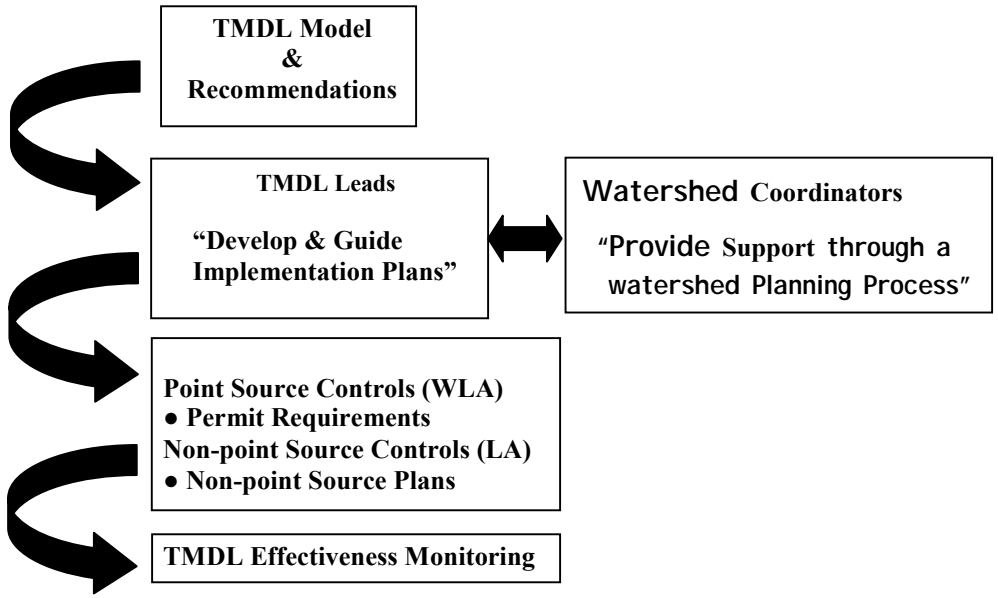 TMDL Model
&
Recommendations
TMDL Leads
“Develop & Guide
Implementation Plans”
Watershed Coordinators
“Provide Support through a
watershed Planning Process”
Point Source Controls (WLA)
● Permit Requirements
Non-point Source Controls (LA)
● Non-point Source Plans
TMDL Effectiveness Monitoring